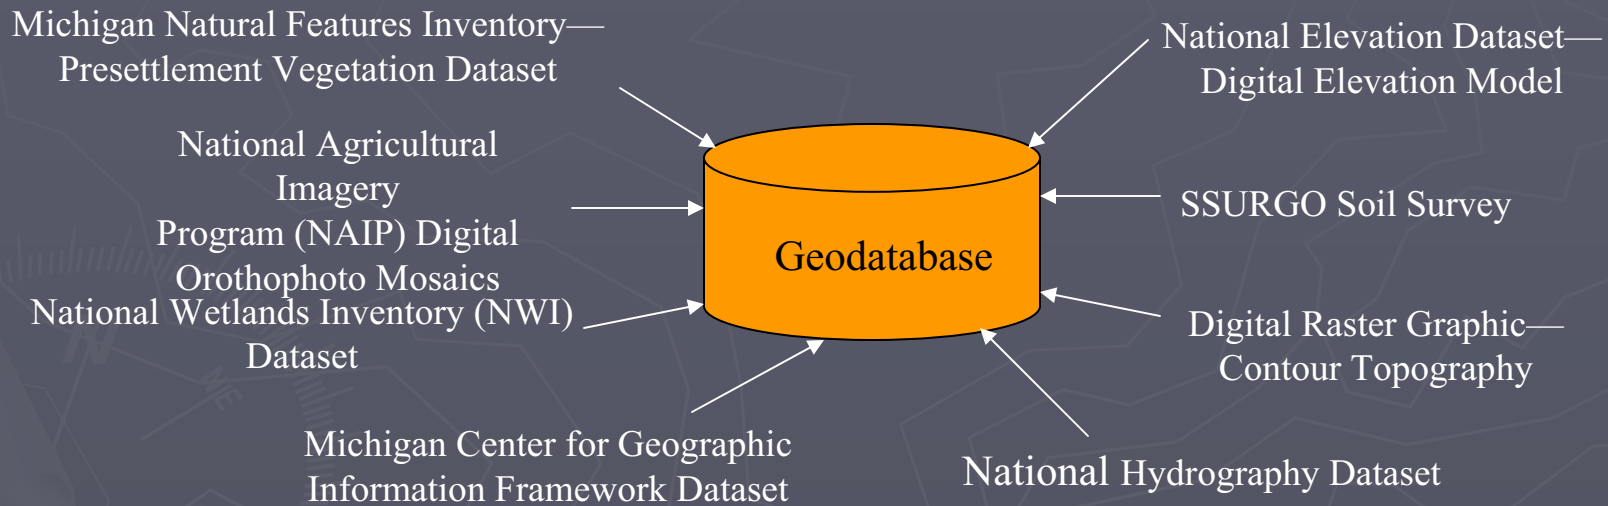 Michigan Natural Features Inventory—
Presettlement Vegetation Dataset
National Agricultural
Imagery
Program (NAIP) Digital
Orothophoto Mosaics
National Wetlands Inventory (NWI)
Dataset
Michigan Center for Geographic
Information Framework Dataset
Geodatabase
National Elevation Dataset—
Digital Elevation Model
SSURGO Soil Survey
Digital Raster Graphic—
Contour Topography
National Hydrography Dataset
N
NE